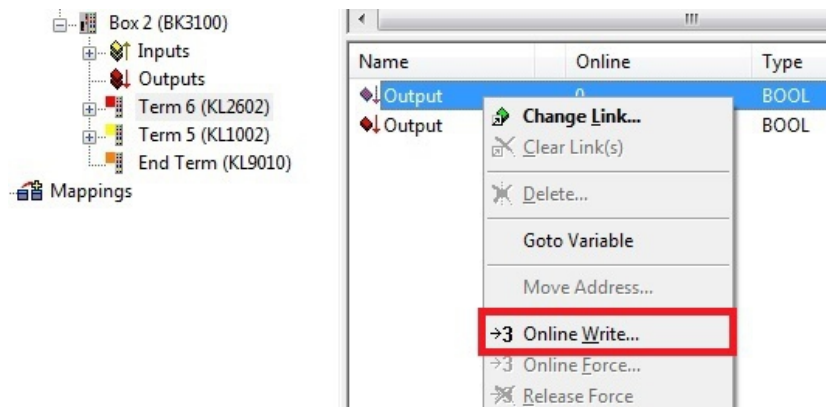 Box 2 (BK3100)
Inputs
Outputs
Term 6 (KL2602)
Term 5 (KL1002)
End Term (KL9010)
Mappings
Name Online Type
Output 0 BOOL
Output BOOL
Change Link...
Clear Link(s)
Delete...
Goto Variable
Move Address...
→3 Online Write...
→3 Online Force...
Release Force